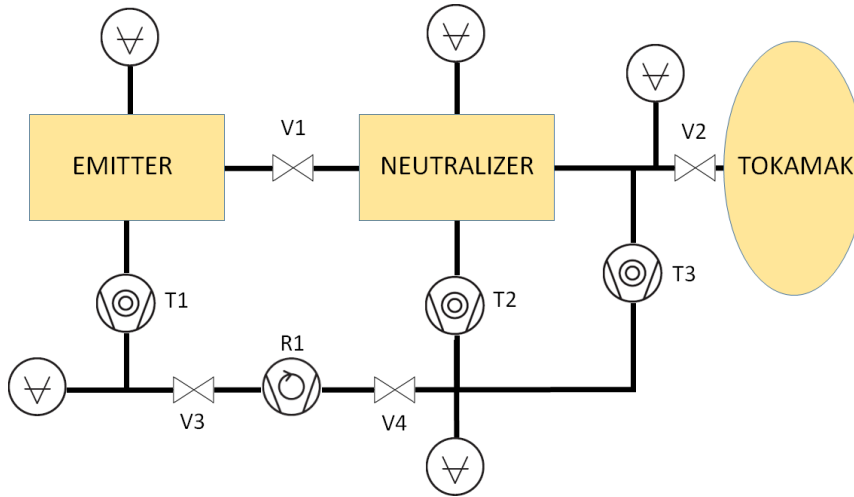 V1
V2
EMITTER
NEUTRALIZER
TOKAMAK
T1
T2
T3
R1
V3
V4